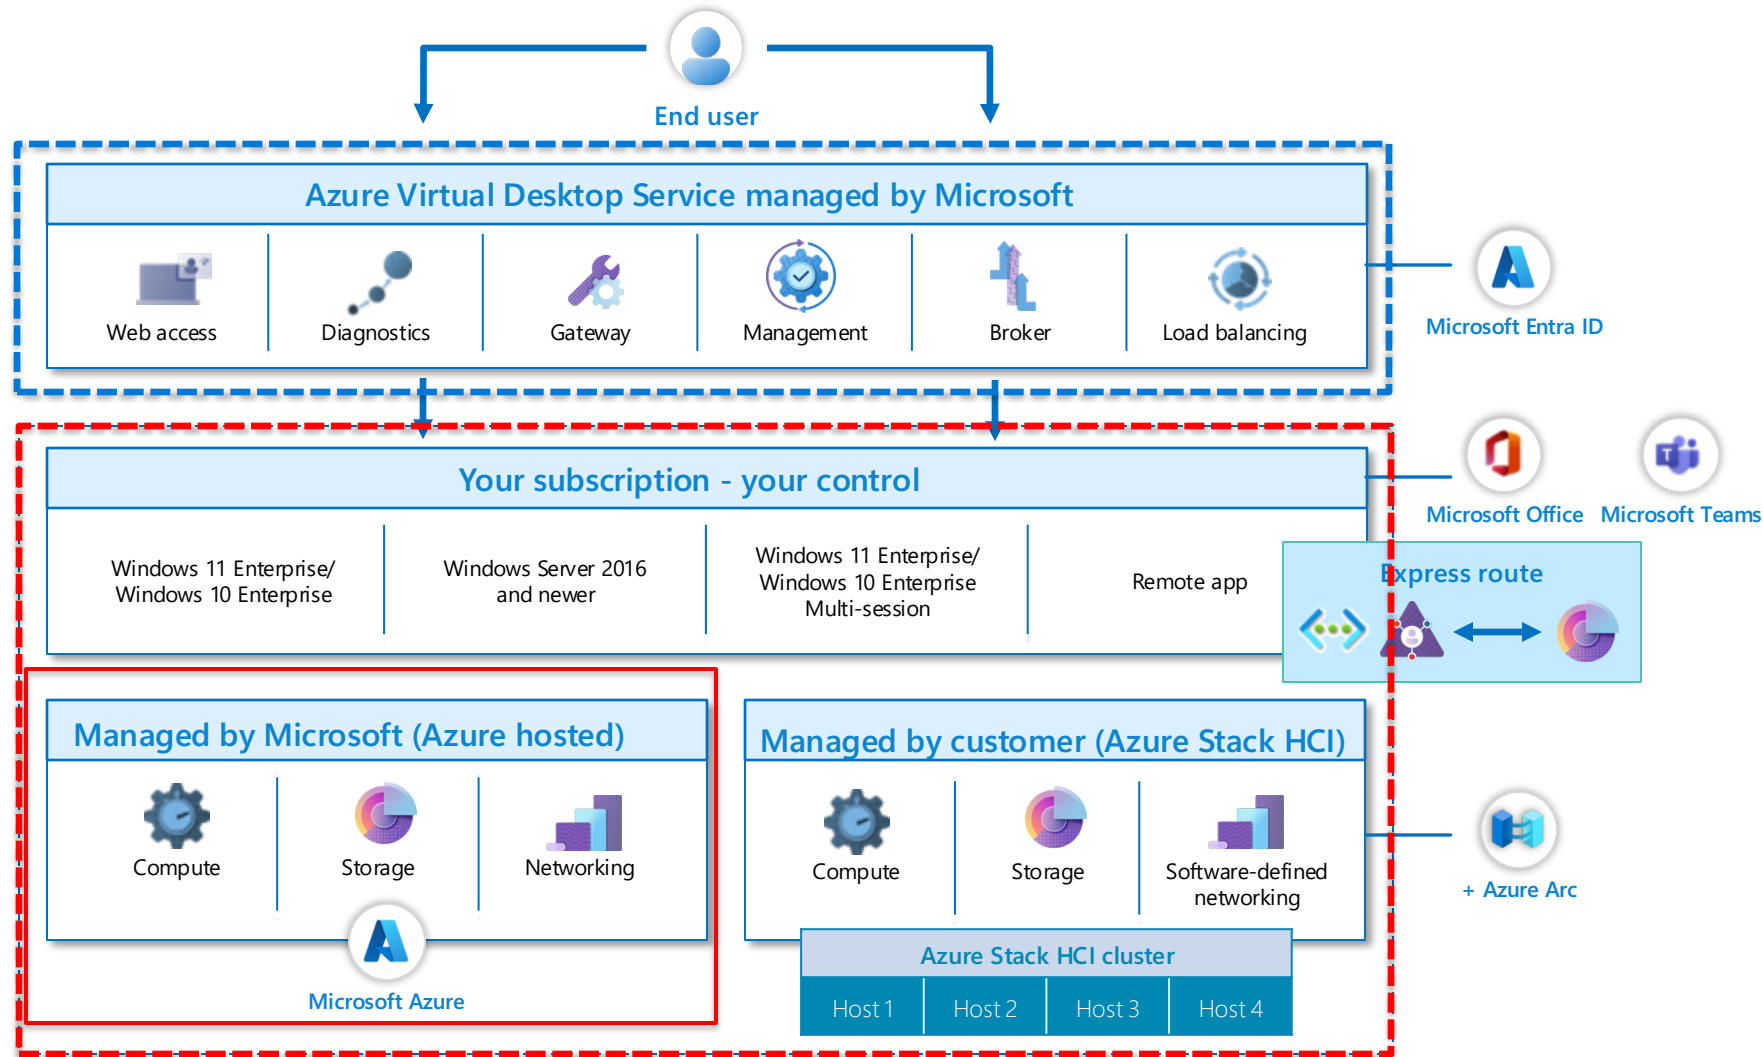 End user
Azure Virtual Desktop Service managed by Microsoft
Web access
Diagnostics
Gateway
Management
Broker
Load balancing
Microsoft Entra ID
Your subscription - your control
Microsoft Office
Microsoft Teams
Windows 11 Enterprise/
Windows 10 Enterprise
Windows Server 2016
and newer
Windows 11 Enterprise/
Windows 10 Enterprise
Multi-session
Remote app
Express route
Managed by Microsoft (Azure hosted)
Compute
Storage
Networking
Microsoft Azure
Managed by customer (Azure Stack HCI)
Compute
Storage
Software-defined
networking
+ Azure Arc
Azure Stack HCI cluster
Host 1
Host 2
Host 3
Host 4